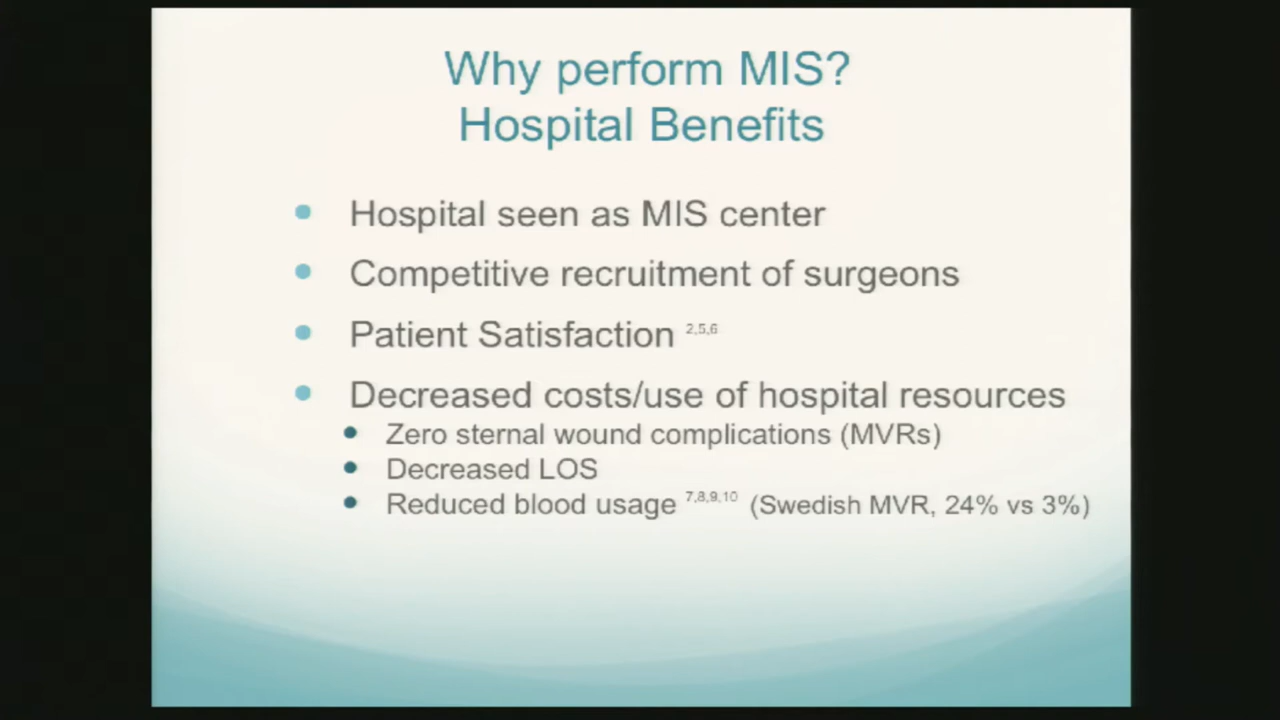 Why perform MIS?
Hospital Benefits
• Hospital seen as MIS center
• Competitive recruitment of surgeons
• Patient Satisfaction 2,5,6
• Decreased costs/use of hospital resources
• Zero sternal wound complications (MVRs)
• Decreased LOS
• Reduced blood usage 7,8,9,10 (Swedish MVR, 24% vs 3%)